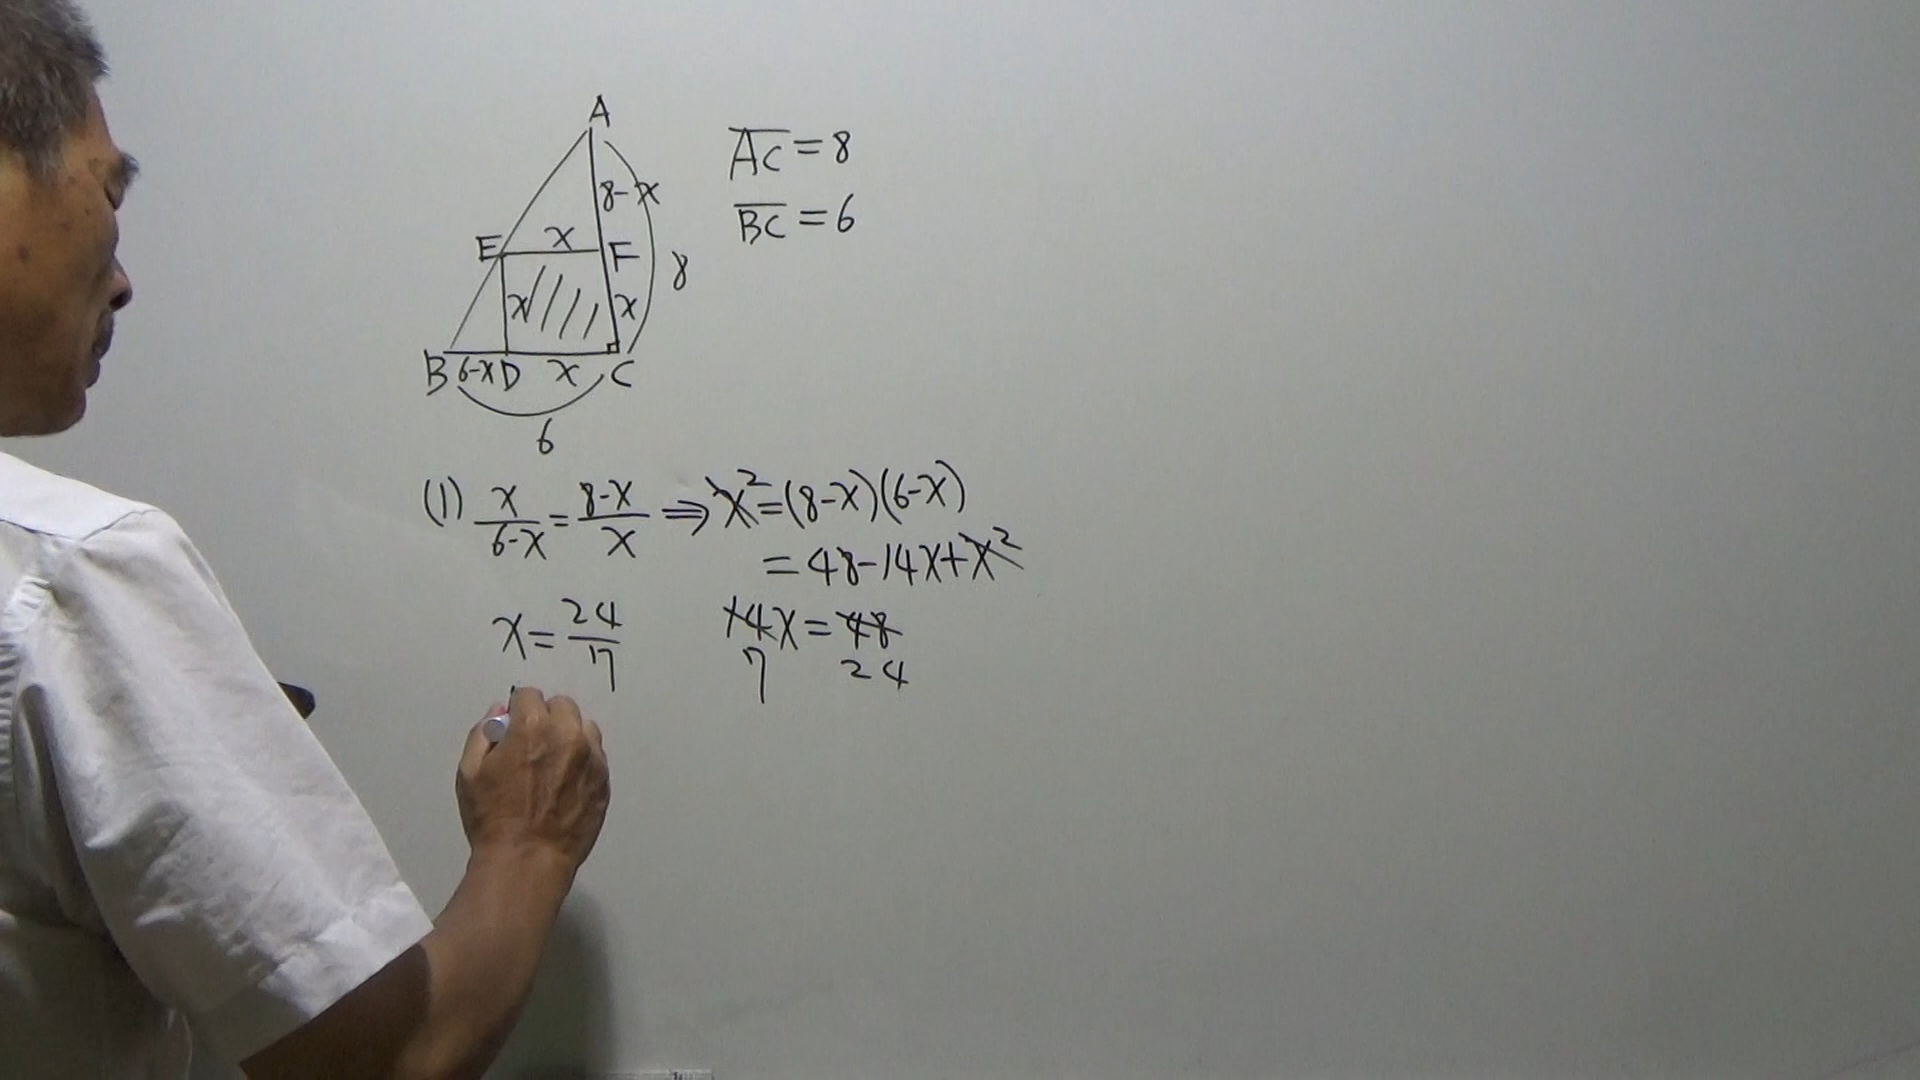 A
8-x
E x F
x x
8
B 6-x D x C
6
AC = 8
BC = 6
(1) x/6-x = 8-x/x ⇒ x² = (8-x)(6-x)
= 48-14x+x²
x = 24/7
14x = 48
7 24